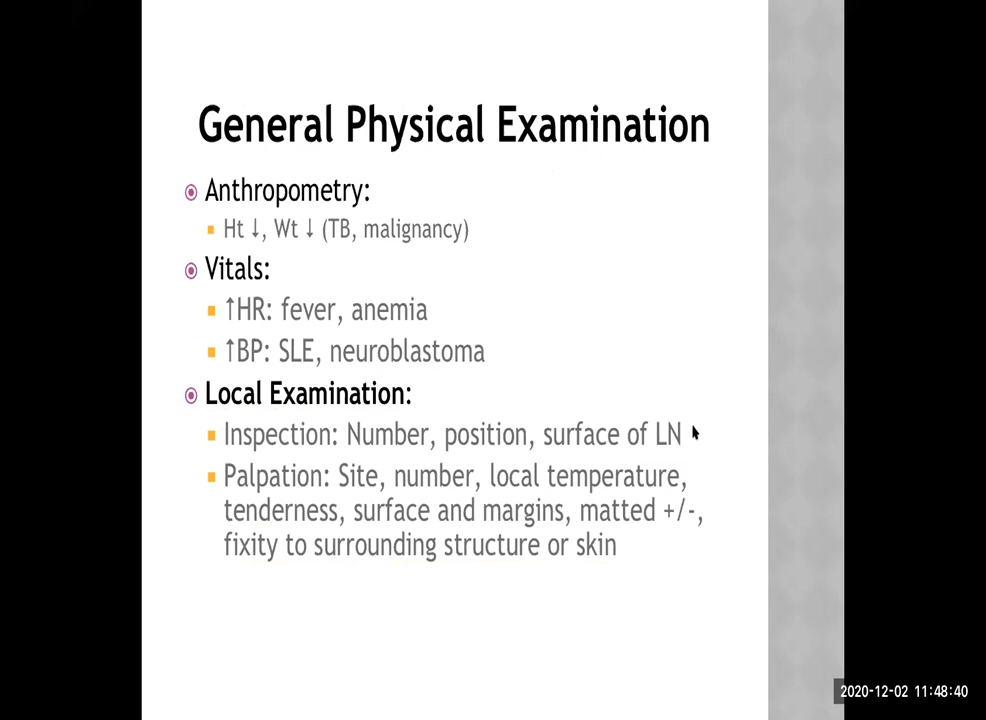 General Physical Examination
Anthropometry:
Ht ↓, Wt ↓ (TB, malignancy)
Vitals:
↑HR: fever, anemia
↑BP: SLE, neuroblastoma
Local Examination:
Inspection: Number, position, surface of LN
Palpation: Site, number, local temperature,
tenderness, surface and margins, matted +/-,
fixity to surrounding structure or skin
2020-12-02 11:48:40